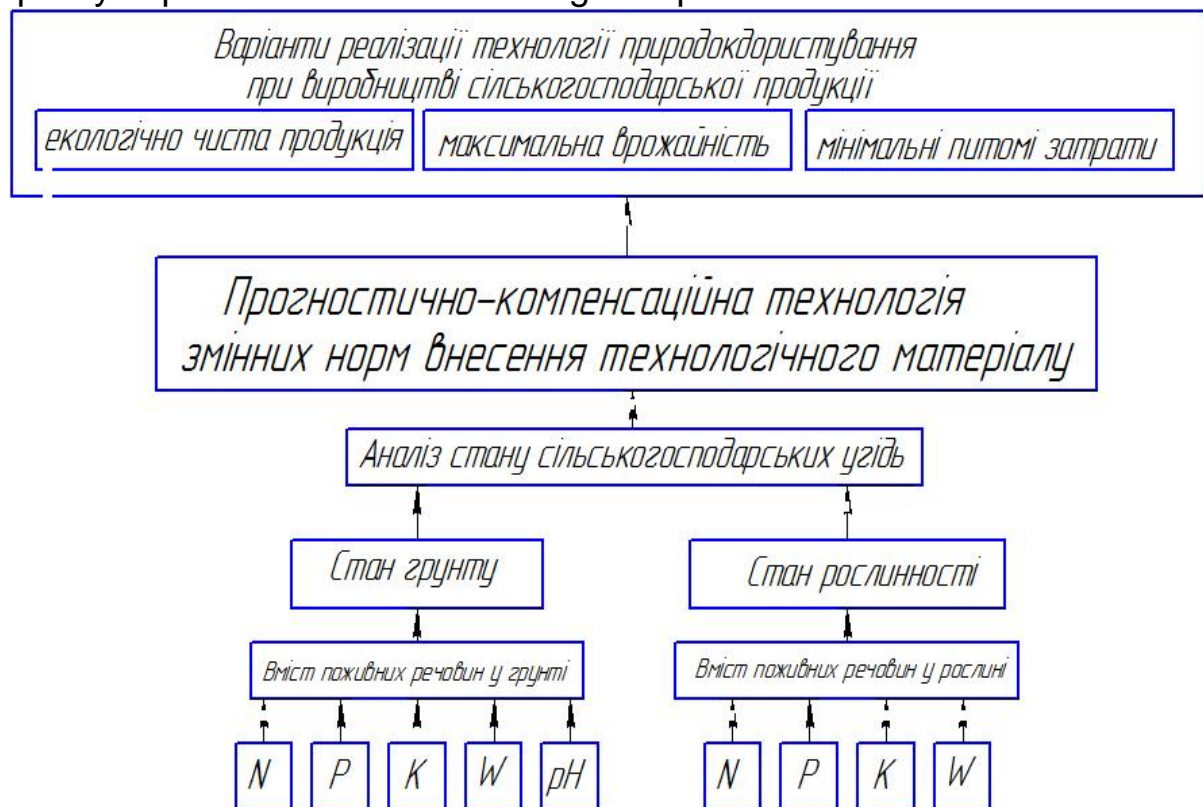 Варіанти реалізації технології природокдористування
при виробництві сілськогосподарської продукції
екологічно чиста продукція
максимальна врожайність
мінімальні питомі затрати
Прогностично-компенсаційна технологія
змінних норм внесення технологічного матеріалу
Аналіз стану сільськогосподарських угідь
Стан грунту
Стан рослинності
Вміст поживних речовин у грунті
Вміст поживних речовин у рослині
N
P
K
W
pH
N
P
K
W